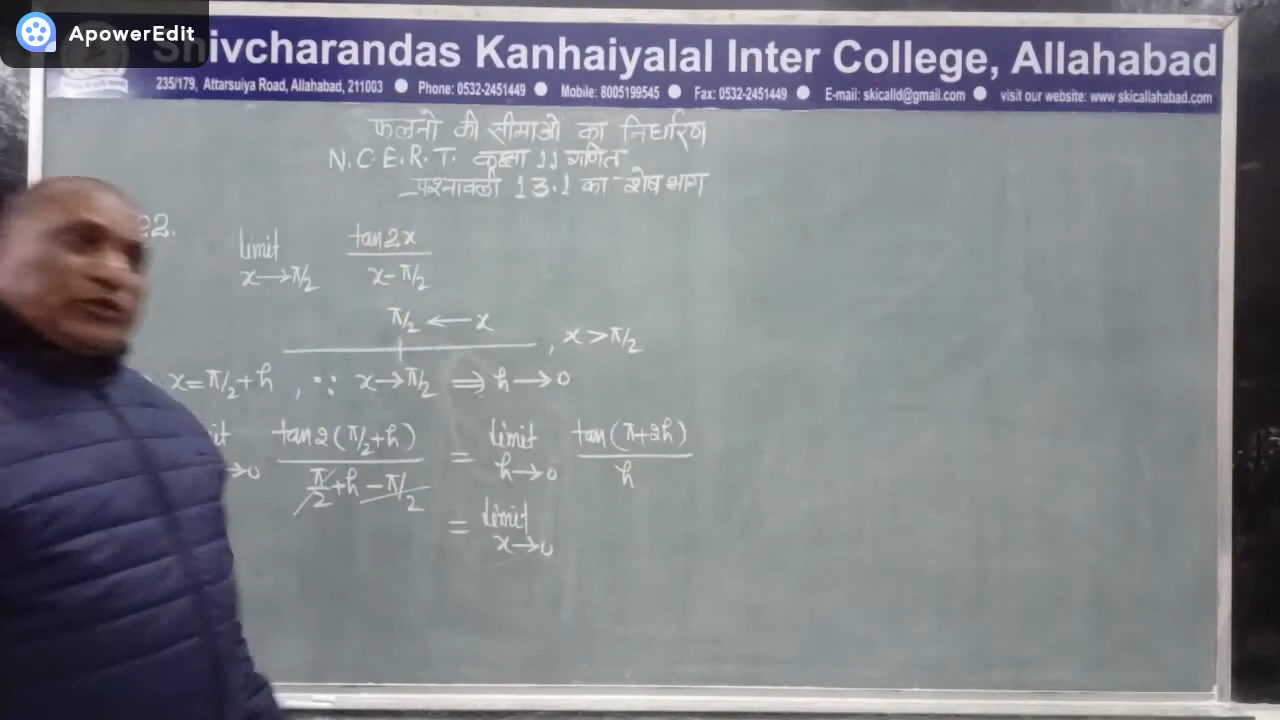 ApowerEdit
Shivcharandas Kanhaiyalal Inter College, Allahabad
235/179, Attarsuiya Road, Allahabad, 211003 ● Phone: 0532-2451449 ● Mobile: 8005199545 ● Fax: 0532-2451449 ● E-mail: skicalld@gmail.com ● visit our website: www.skicallahabad.com
फलनो की सीमाओ का निर्धारण
N.C.E.R.T. कक्षा 11 गणित
प्रश्नावली 13.1 का शेष भाग
22.
limit x→π/2 tan2x / x-π/2
π/2 ← x
, x > π/2
x = π/2 + h , ∵ x→π/2 ⇒ h→0
→0 tan2(π/2+h) / π/2+h-π/2 = limit h→0 tan(π+2h) / h
= limit x→0